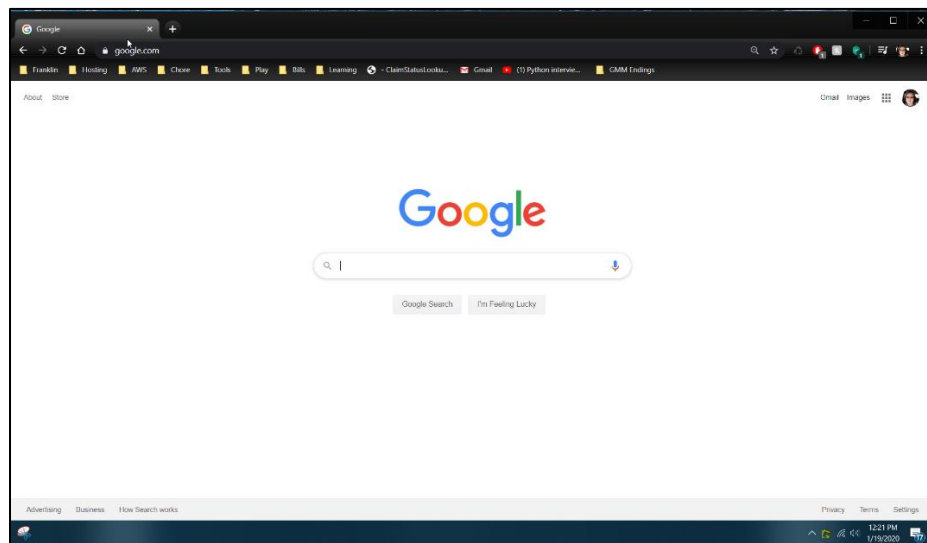 Google
google.com
Franklin Hosting AWS Chore Tools Play Bills Learning - ClaimStatusLooku... Gmail (1) Python intervie... GMM Endings
About Store
Gmail Images
Google
Google Search I'm Feeling Lucky
Advertising Business How Search works
Privacy Terms Settings
12:21 PM
1/19/2020
17